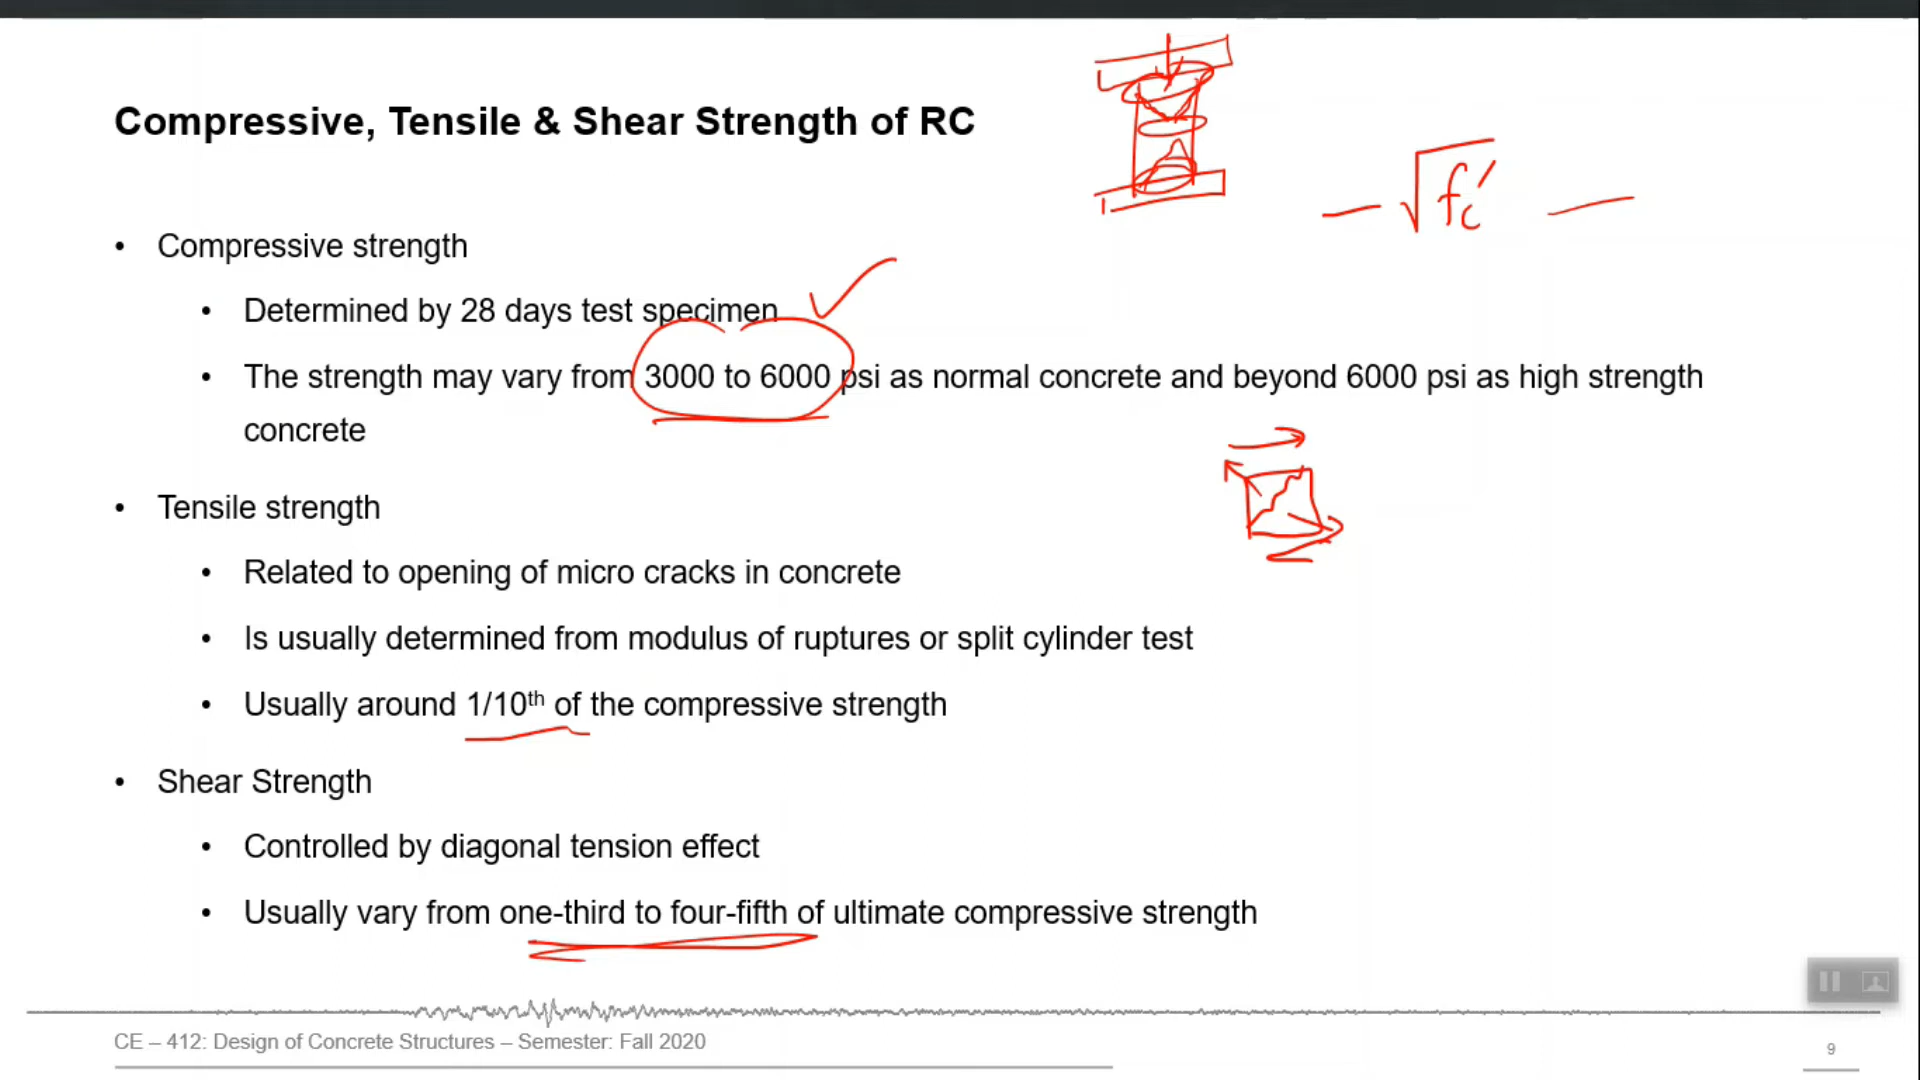 Compressive, Tensile & Shear Strength of RC
√fc'
• Compressive strength
• Determined by 28 days test specimen
• The strength may vary from 3000 to 6000 psi as normal concrete and beyond 6000 psi as high strength
concrete
• Tensile strength
• Related to opening of micro cracks in concrete
• Is usually determined from modulus of ruptures or split cylinder test
• Usually around 1/10th of the compressive strength
• Shear Strength
• Controlled by diagonal tension effect
• Usually vary from one-third to four-fifth of ultimate compressive strength
CE – 412: Design of Concrete Structures – Semester: Fall 2020
9